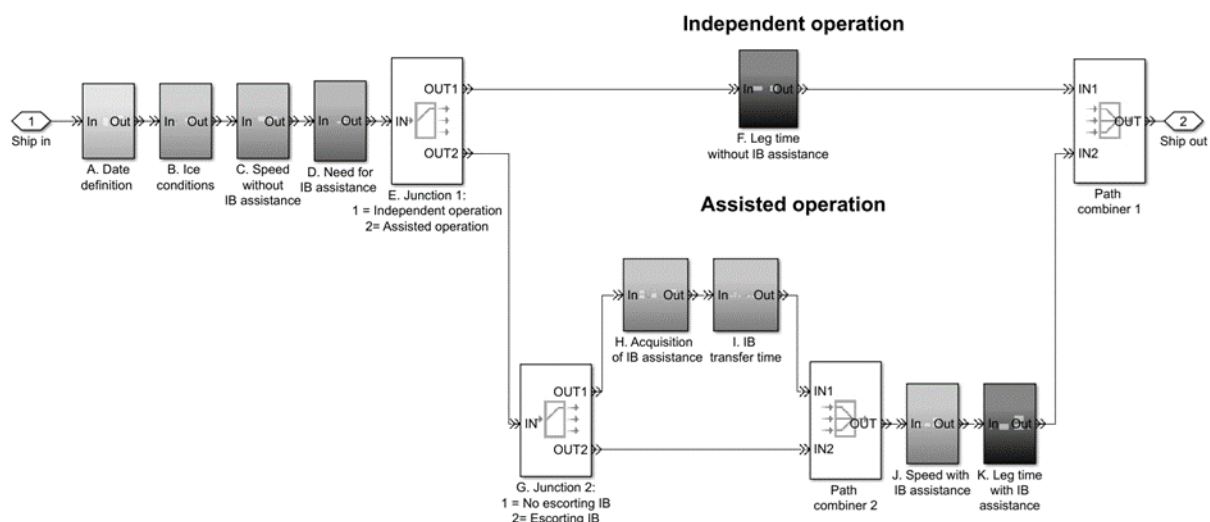 Independent operation
1
Ship in
In Out
A. Date
definition
In Out
B. Ice
conditions
In Out
C. Speed
without
IB assistance
In Out
D. Need for
IB assistance
IN
OUT1
OUT2
E. Junction 1:
1 = Independent operation
2= Assisted operation
In Out
F. Leg time
without IB assistance
IN1
IN2
OUT
Path
combiner 1
2
Ship out
Assisted operation
In Out
H. Acquisition
of IB assistance
In Out
I. IB
transfer time
IN
OUT1
OUT2
G. Junction 2:
1 = No escorting IB
2= Escorting IB
IN1
IN2
OUT
Path
combiner 2
In Out
J. Speed with
IB assistance
In Out
K. Leg time
with IB
assistance